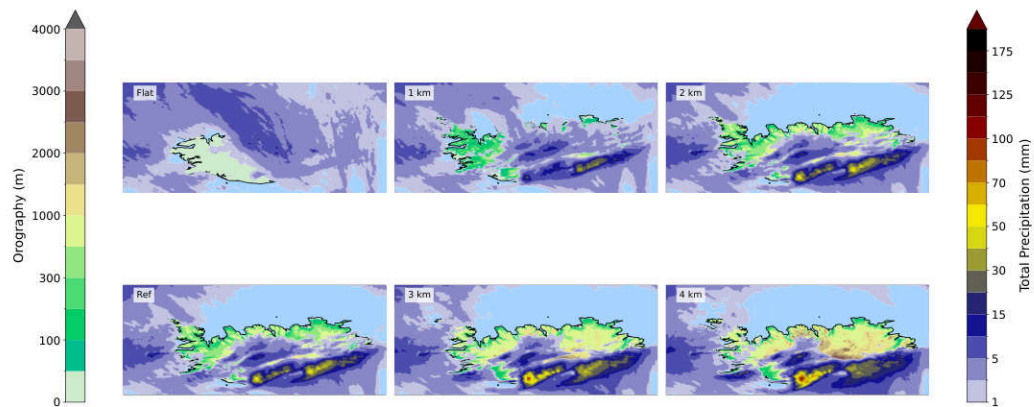 Orography (m)
4000
3000
2000
1000
300
100
0
Flat
1 km
2 km
Ref
3 km
4 km
175
125
100
70
50
30
15
5
1
Total Precipitation (mm)